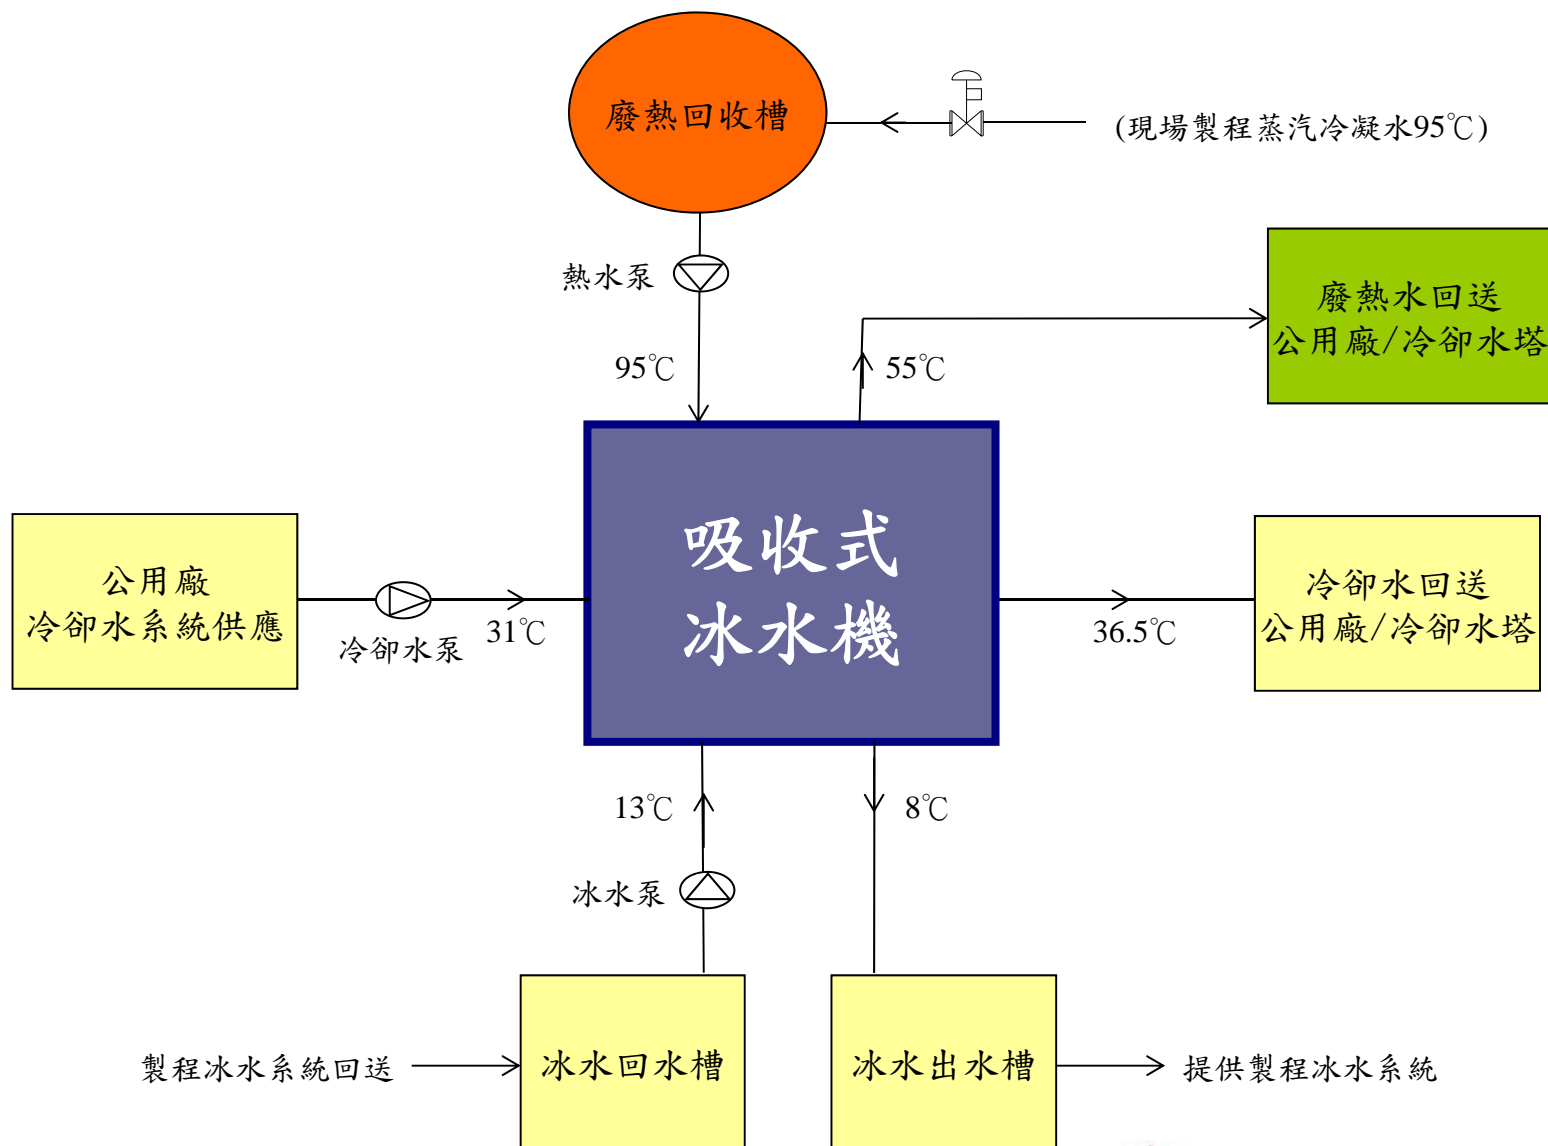 廢熱回收槽
(現場製程蒸汽冷凝水95℃)
熱水泵
廢熱水回送
公用廠/冷卻水塔
95℃
55℃
吸收式
冰水機
公用廠
冷卻水系統供應
冷卻水泵
31℃
36.5℃
冷卻水回送
公用廠/冷卻水塔
13℃
8℃
冰水泵
製程冰水系統回送
冰水回水槽
冰水出水槽
提供製程冰水系統